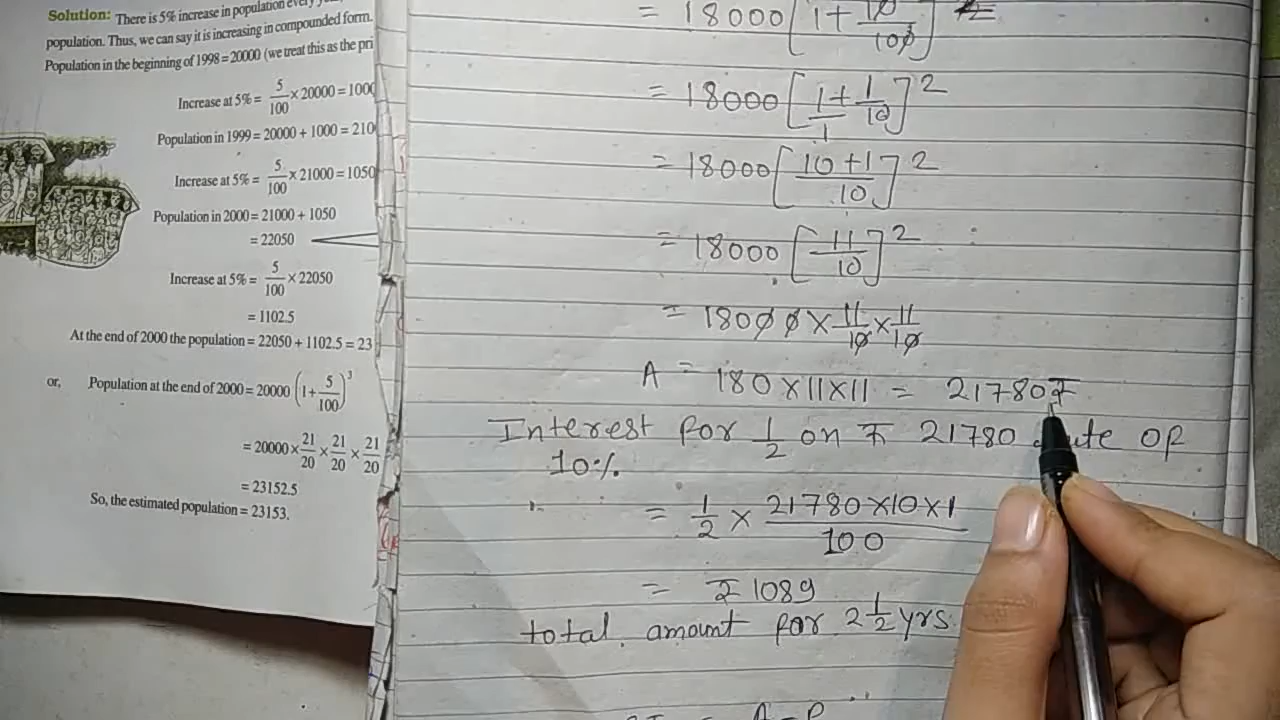 Solution: There is 5% increase in population every
population. Thus, we can say it is increasing in compounded form.
Population in the beginning of 1998 = 20000 (we treat this as the
Increase at 5% = 5/100 × 20000 = 100
Population in 1999 = 20000 + 1000 = 210
Increase at 5% = 5/100 × 21000 = 1050
Population in 2000 = 21000 + 1050
= 22050
Increase at 5% = 5/100 × 22050
= 1102.5
At the end of 2000 the population = 22050 + 1102.5 = 23
or, Population at the end of 2000 = 20000 (1+ 5/100)³
= 20000 × 21/20 × 21/20 × 21/20
= 23152.5
So, the estimated population = 23153.
= 18000 [1 + 10/100]
= 18000 [1/1 + 1/10]²
= 18000 [10+1/10]²
= 18000 [11/10]²
= 18000 × 11/10 × 11/10
A = 180 × 11 × 11 = 21780₹
Interest for 1/2 on ₹ 21780 of
10%
= 1/2 × 21780×10×1/100
= ₹ 1089
total amount for 2 1/2 yrs
= A - P